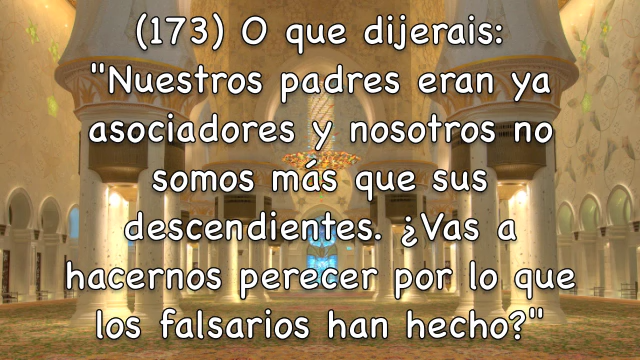 (173) O que dijerais:
"Nuestros padres eran ya
asociadores y nosotros no
somos más que sus
descendientes. ¿Vas a
hacernos perecer por lo que
los falsarios han hecho?"